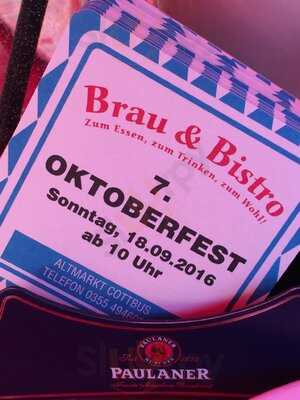 Brau & Bistro
Zum Essen, zum Trinken, zum Wohl!
7.
OKTOBERFEST
Sonntag, 18.09.2016
ab 10 Uhr
ALTMARKT COTTBUS
TELEFON 0355
PAULANER
MÜNCHEN
PAULANER